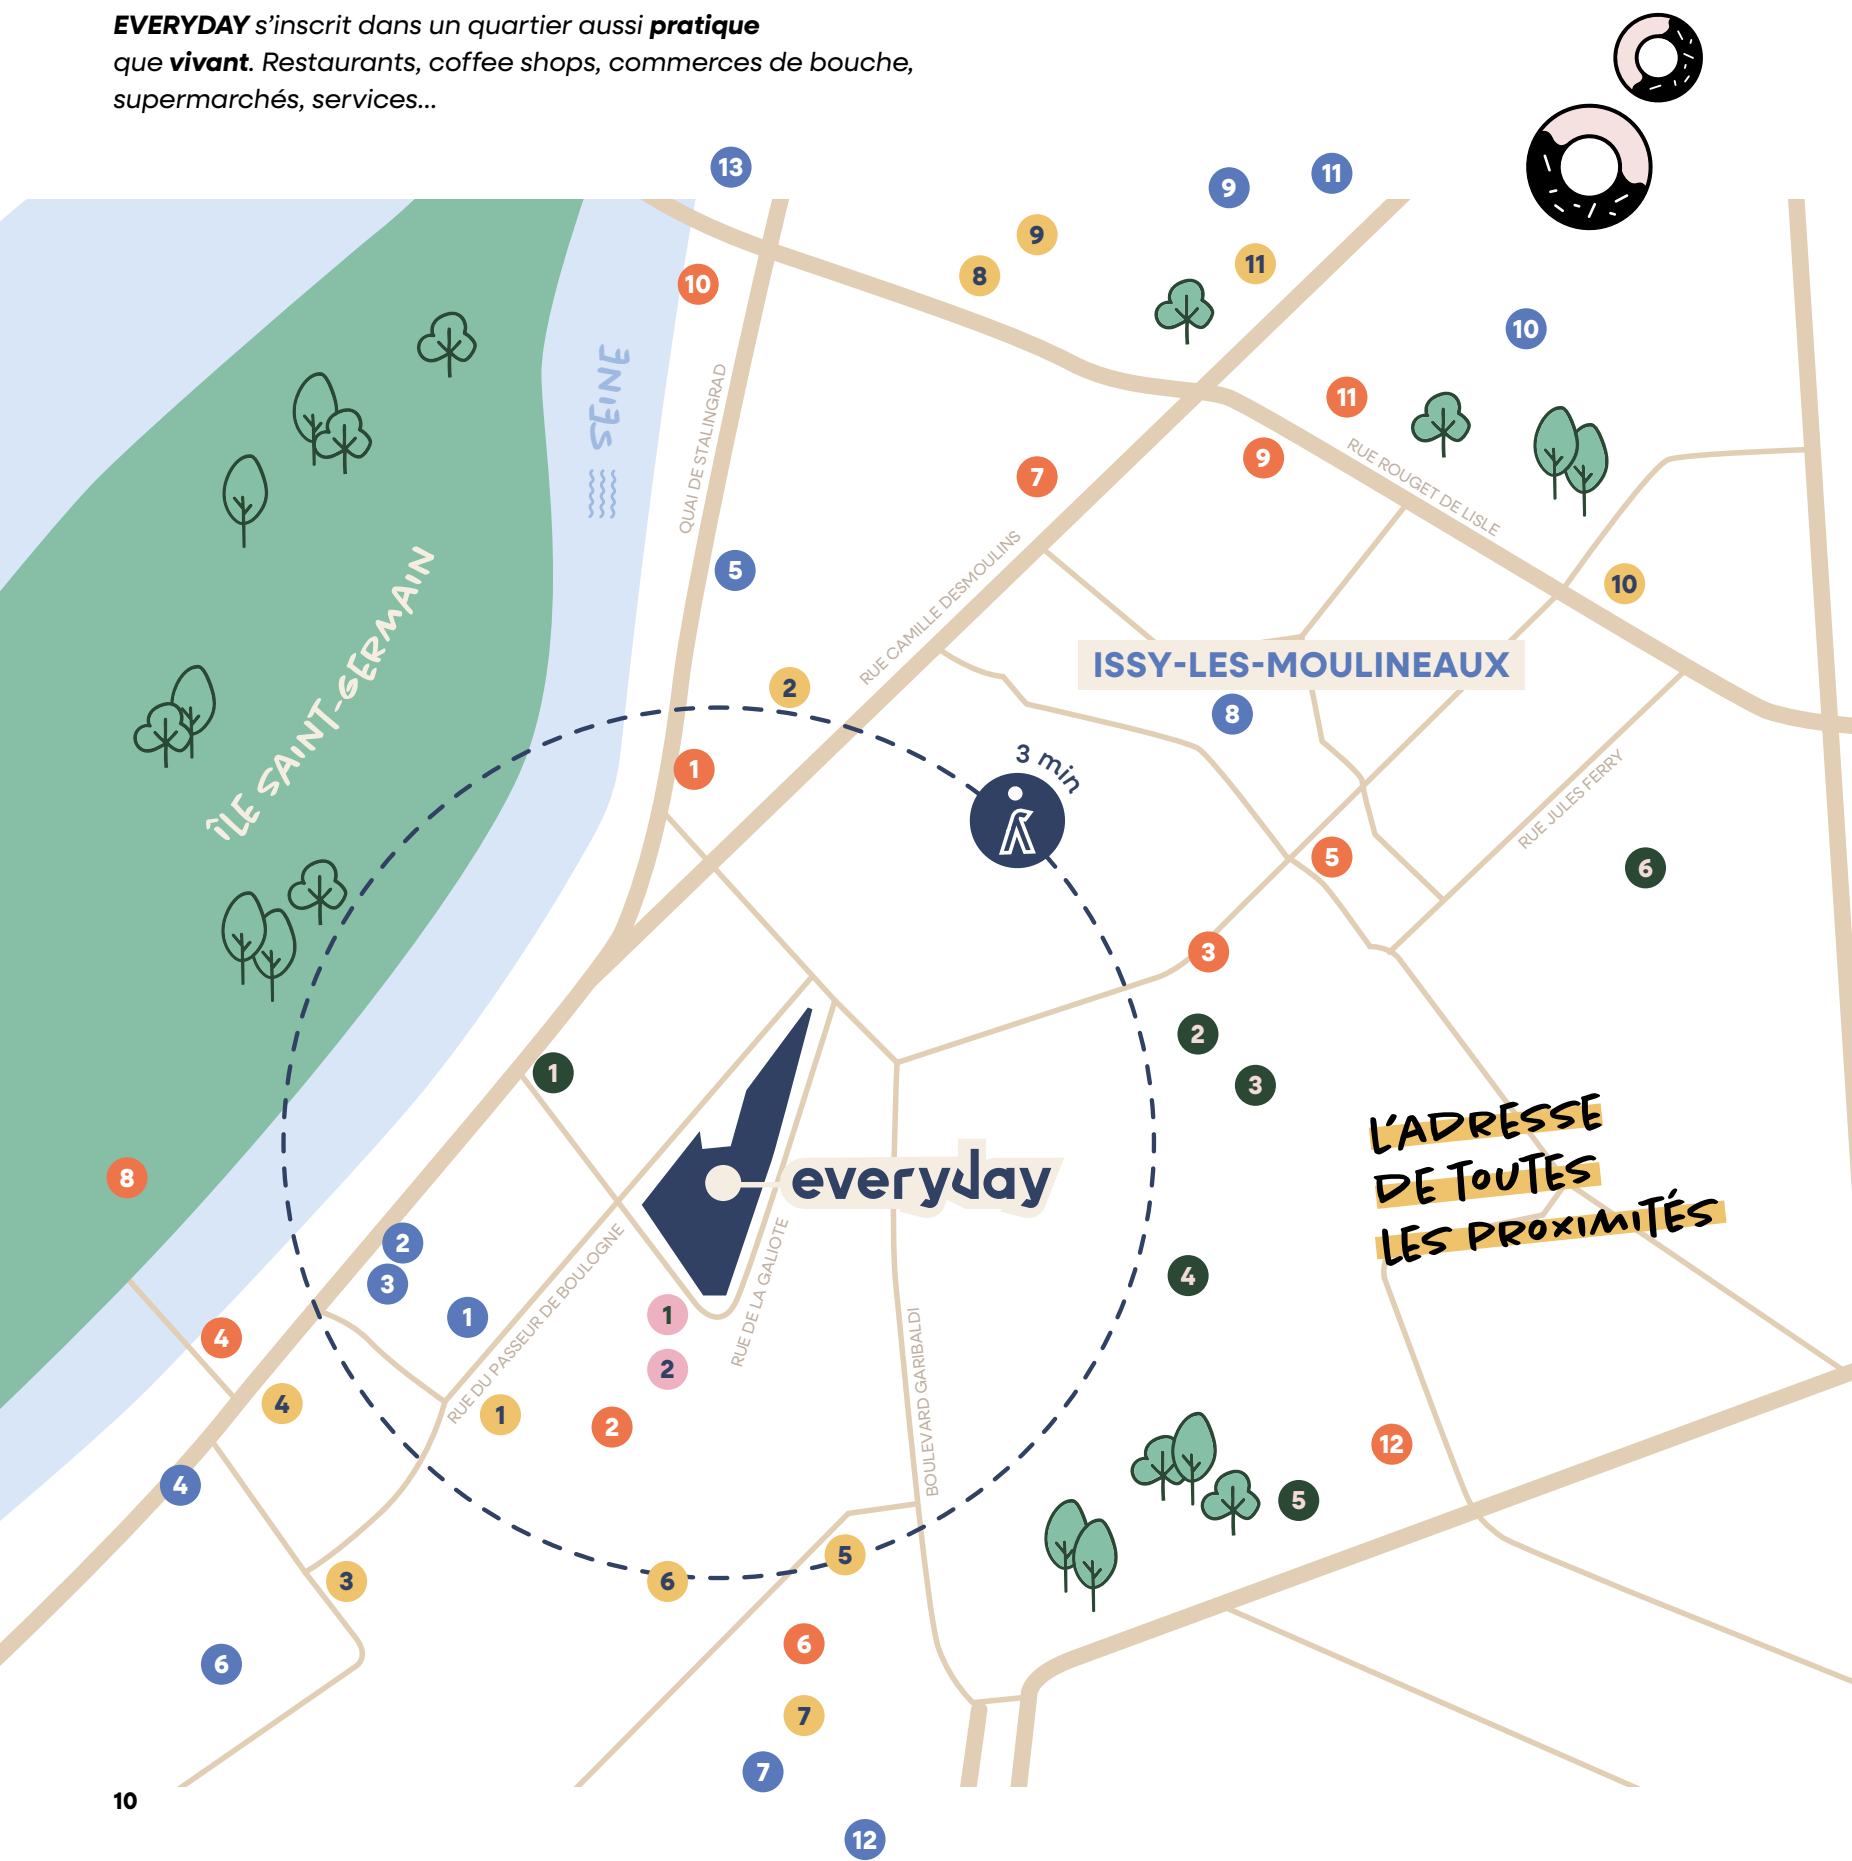 EVERYDAY s’inscrit dans un quartier aussi pratique
que vivant. Restaurants, coffee shops, commerces de bouche,
supermarchés, services...
13
9
11
9
8
11
10
10
SEINE
QUAI DE STALINGRAD
11
9
RUE ROUGET DE LISLE
7
5
RUE CAMILLE DESMOULINS
10
ÎLE SAINT-GERMAIN
ISSY-LES-MOULINEAUX
2
8
1
3 min
RUE JULES FERRY
5
6
3
2
1
3
L’ADRESSE
DE TOUTES
LES PROXIMITÉS
everyday
8
2
3
1
4
RUE DU PASSEUR DE BOULOGNE
RUE DE LA GALIOTE
1
2
BOULEVARD GARIBALDI
4
4
1
2
12
4
5
3
6
5
6
6
7
7
10
12